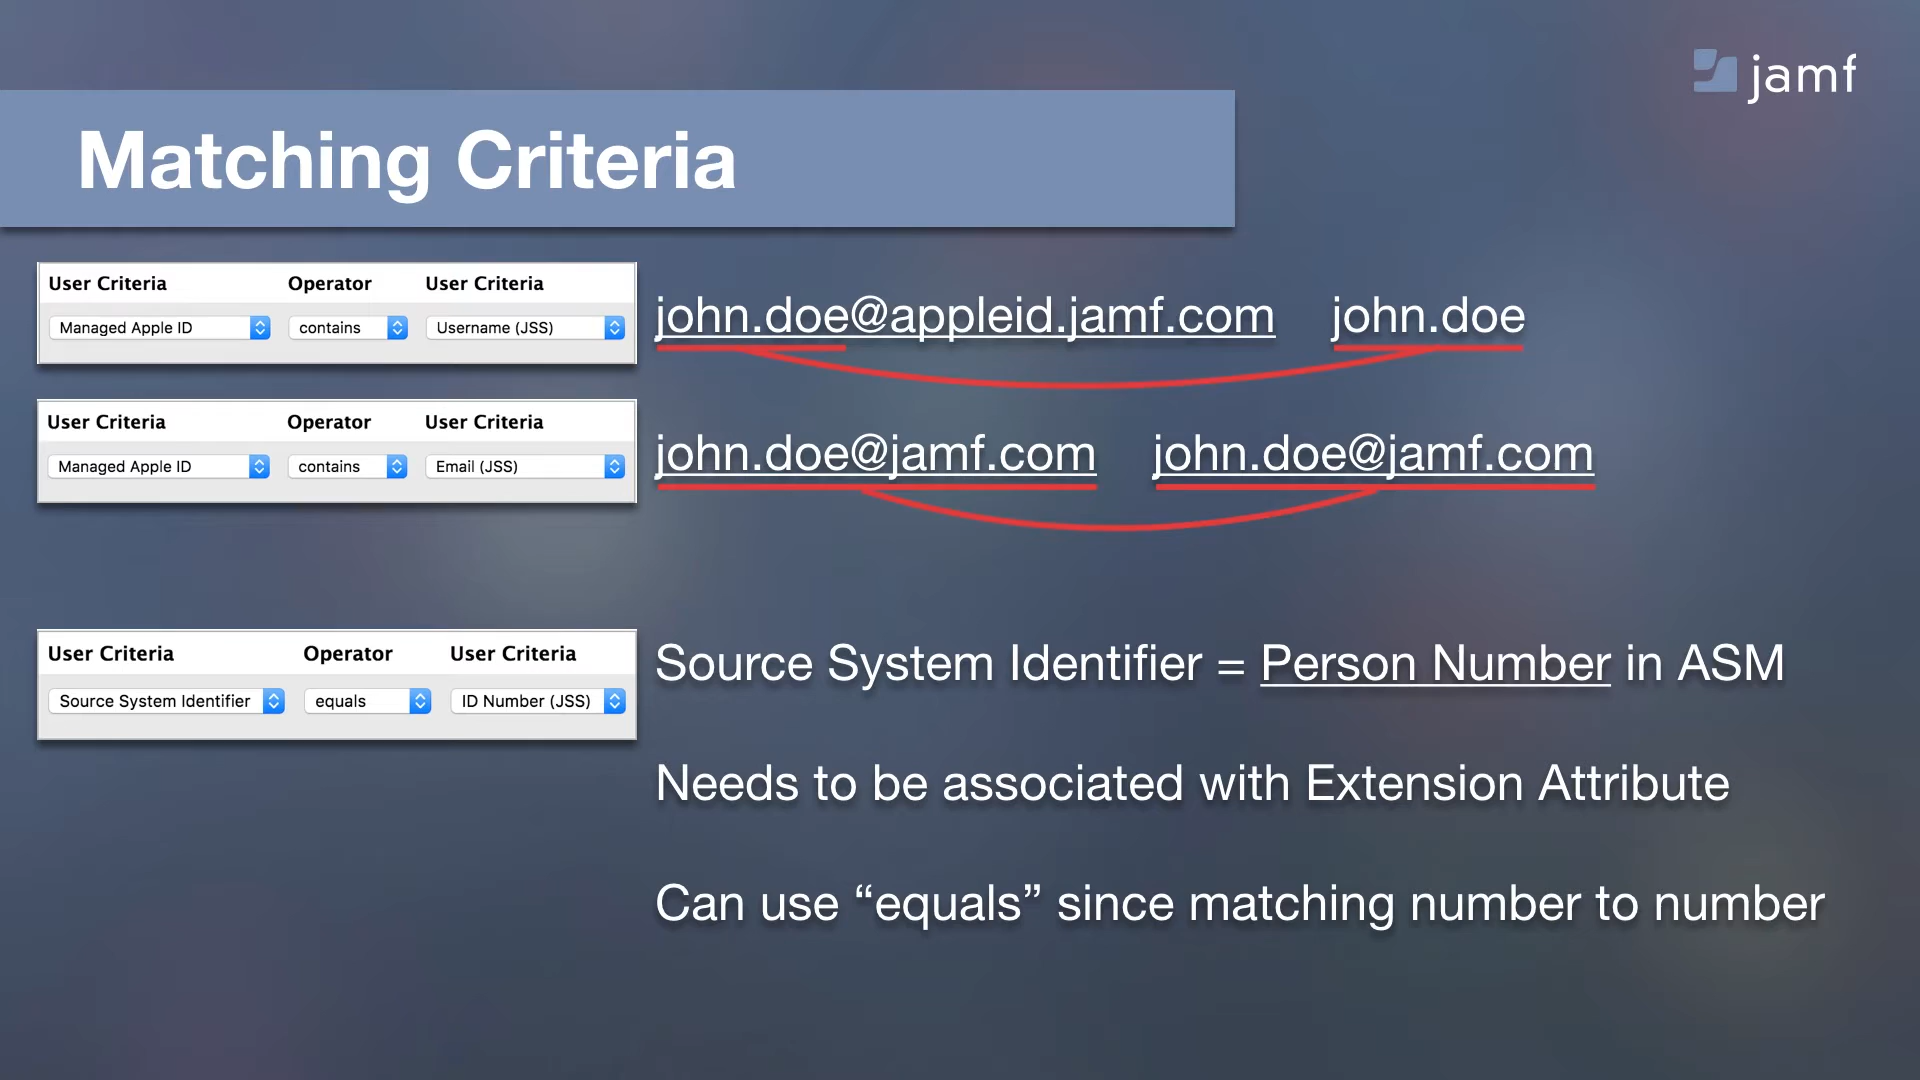 jamf
Matching Criteria
User Criteria Operator User Criteria
Managed Apple ID contains Username (JSS)
john.doe@appleid.jamf.com john.doe
User Criteria Operator User Criteria
Managed Apple ID contains Email (JSS)
john.doe@jamf.com john.doe@jamf.com
User Criteria Operator User Criteria
Source System Identifier equals ID Number (JSS)
Source System Identifier = Person Number in ASM
Needs to be associated with Extension Attribute
Can use “equals” since matching number to number